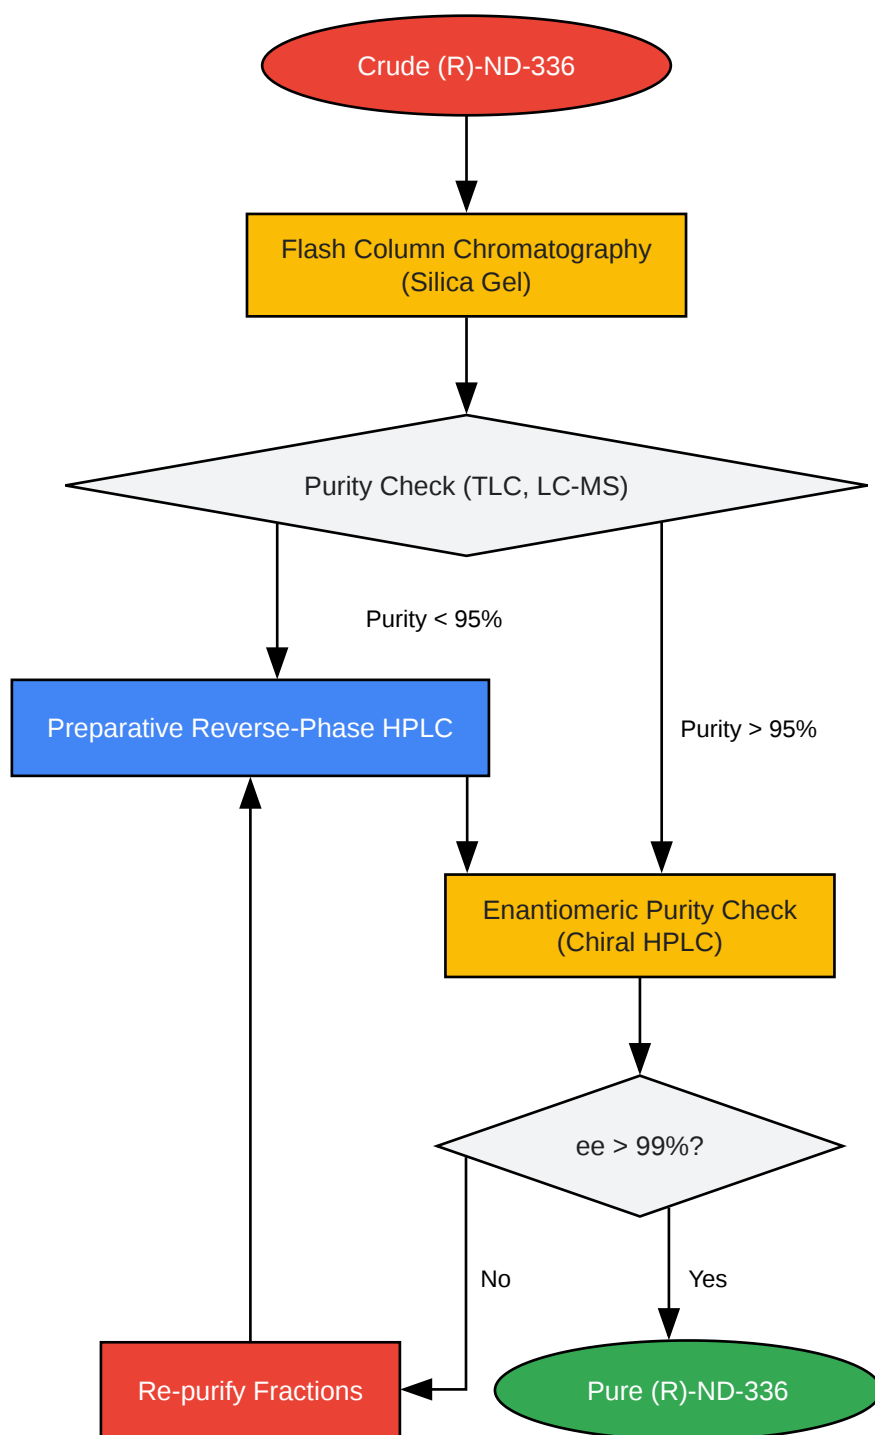 Crude (R)-ND-336
Flash Column Chromatography
(Silica Gel)
Purity Check (TLC, LC-MS)
Purity < 95%
Preparative Reverse-Phase HPLC
Purity > 95%
Enantiomeric Purity Check
(Chiral HPLC)
ee > 99%?
No
Yes
Re-purify Fractions
Pure (R)-ND-336